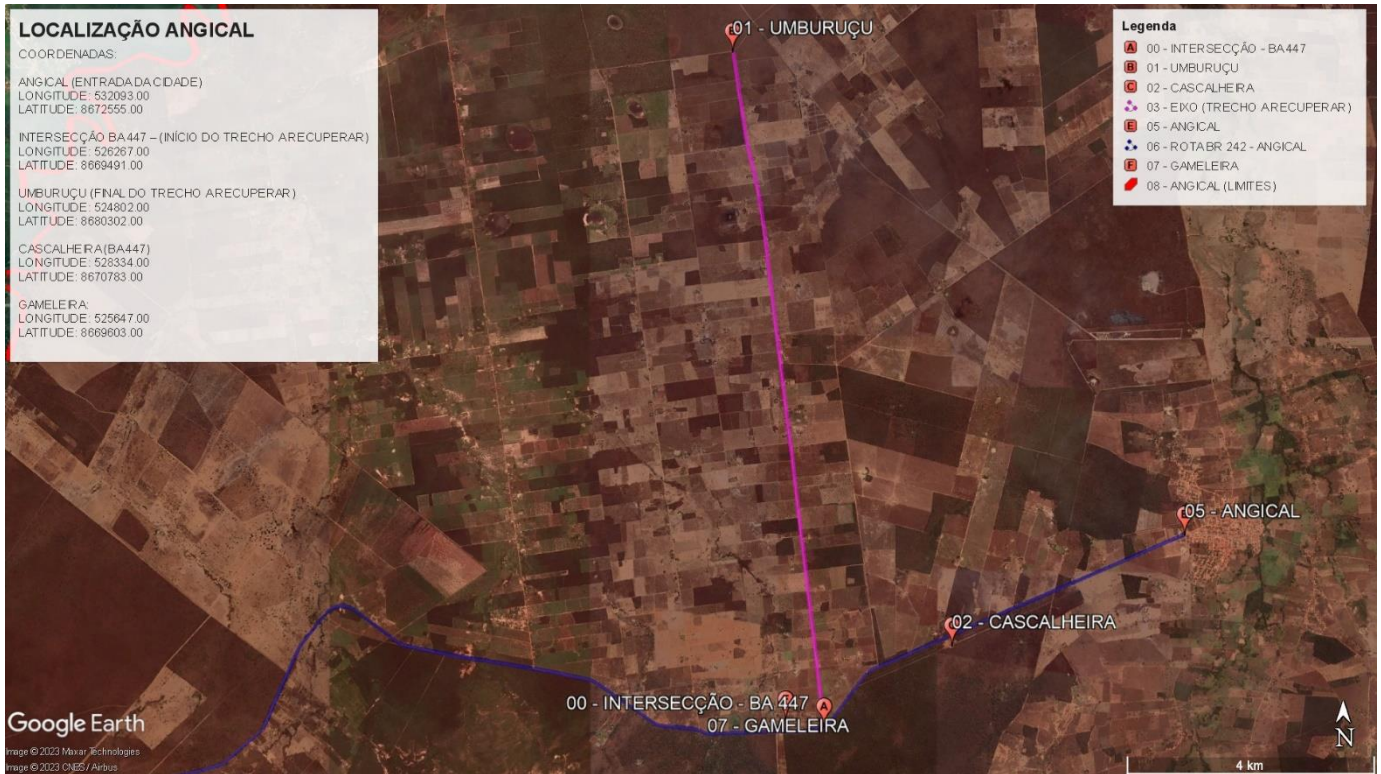 LOCALIZAÇÃO ANGICAL
COORDENADAS:
ANGICAL (ENTRADA DA CIDADE)
LONGITUDE: 532093.00
LATITUDE: 8672555.00
INTERSECÇÃO BA447 – (INÍCIO DO TRECHO A RECUPERAR)
LONGITUDE: 526267.00
LATITUDE: 8669491.00
UMBURUÇU (FINAL DO TRECHO A RECUPERAR)
LONGITUDE: 524802.00
LATITUDE: 8680302.00
CASCALHEIRA (BA447)
LONGITUDE: 528334.00
LATITUDE: 8670783.00
GAMELEIRA:
LONGITUDE: 525647.00
LATITUDE: 8669603.00
Legenda
A 00 - INTERSECÇÃO - BA447
B 01 - UMBURUÇU
C 02 - CASCALHEIRA
03 - EIXO (TRECHO A RECUPERAR)
E 05 - ANGICAL
06 - ROTA BR 242 - ANGICAL
F 07 - GAMELEIRA
08 - ANGICAL (LIMITES)
01 - UMBURUÇU
05 - ANGICAL
02 - CASCALHEIRA
00 - INTERSECÇÃO - BA 447
A
07 - GAMELEIRA
Google Earth
Image © 2023 Maxar Technologies
Image © 2023 CNES / Airbus
N
4 km